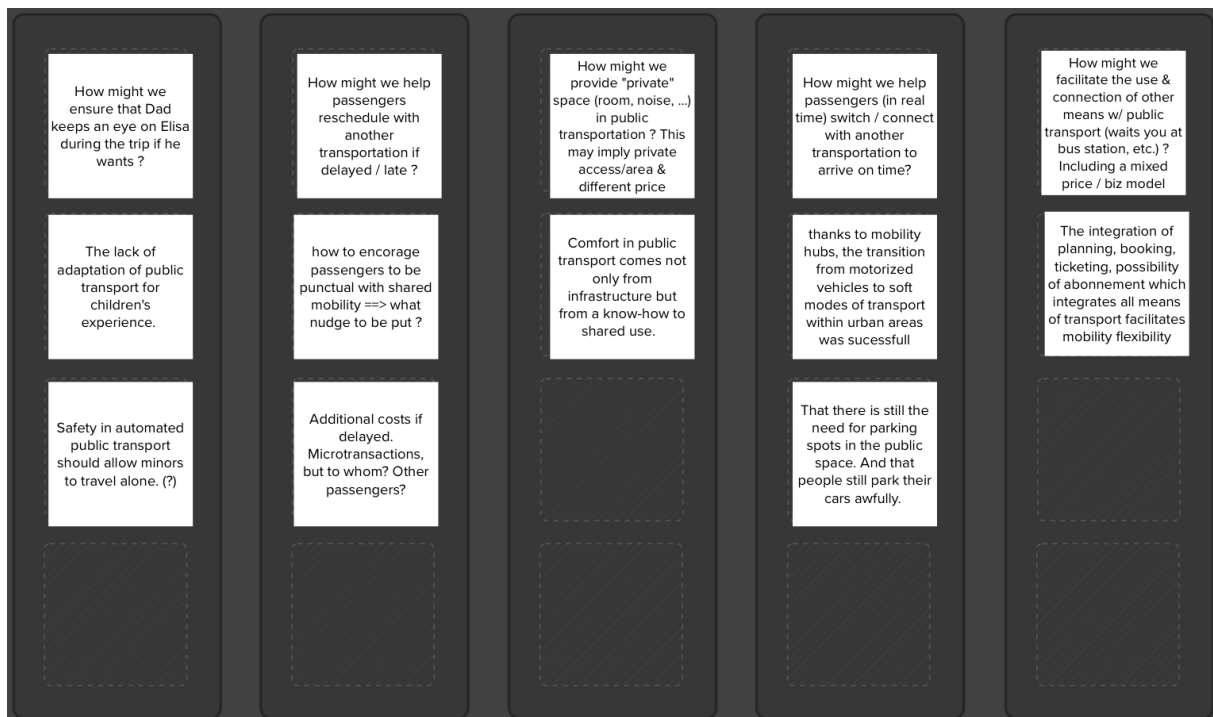 How might we
ensure that Dad
keeps an eye on Elisa
during the trip if he
wants ?
The lack of
adaptation of public
transport for
children's
experience.
Safety in automated
public transport
should allow minors
to travel alone. (?)
How might we help
passengers
reschedule with
another
transportation if
delayed / late ?
how to encorage
passengers to be
punctual with shared
mobility ==> what
nudge to be put ?
Additional costs if
delayed.
Microtransactions,
but to whom? Other
passengers?
How might we
provide "private"
space (room, noise, ...)
in public
transportation ? This
may imply private
access/area &
different price
Comfort in public
transport comes not
only from
infrastructure but
from a know-how to
shared use.
How might we help
passengers (in real
time) switch / connect
with another
transportation to
arrive on time?
thanks to mobility
hubs, the transition
from motorized
vehicles to soft
modes of transport
within urban areas
was sucessfull
That there is still the
need for parking
spots in the public
space. And that
people still park their
cars awfully.
How might we
facilitate the use &
connection of other
means w/ public
transport (waits you at
bus station, etc.) ?
Including a mixed
price / biz model
The integration of
planning, booking,
ticketing, possibility
of abonnement which
integrates all means
of transport facilitates
mobility flexibility